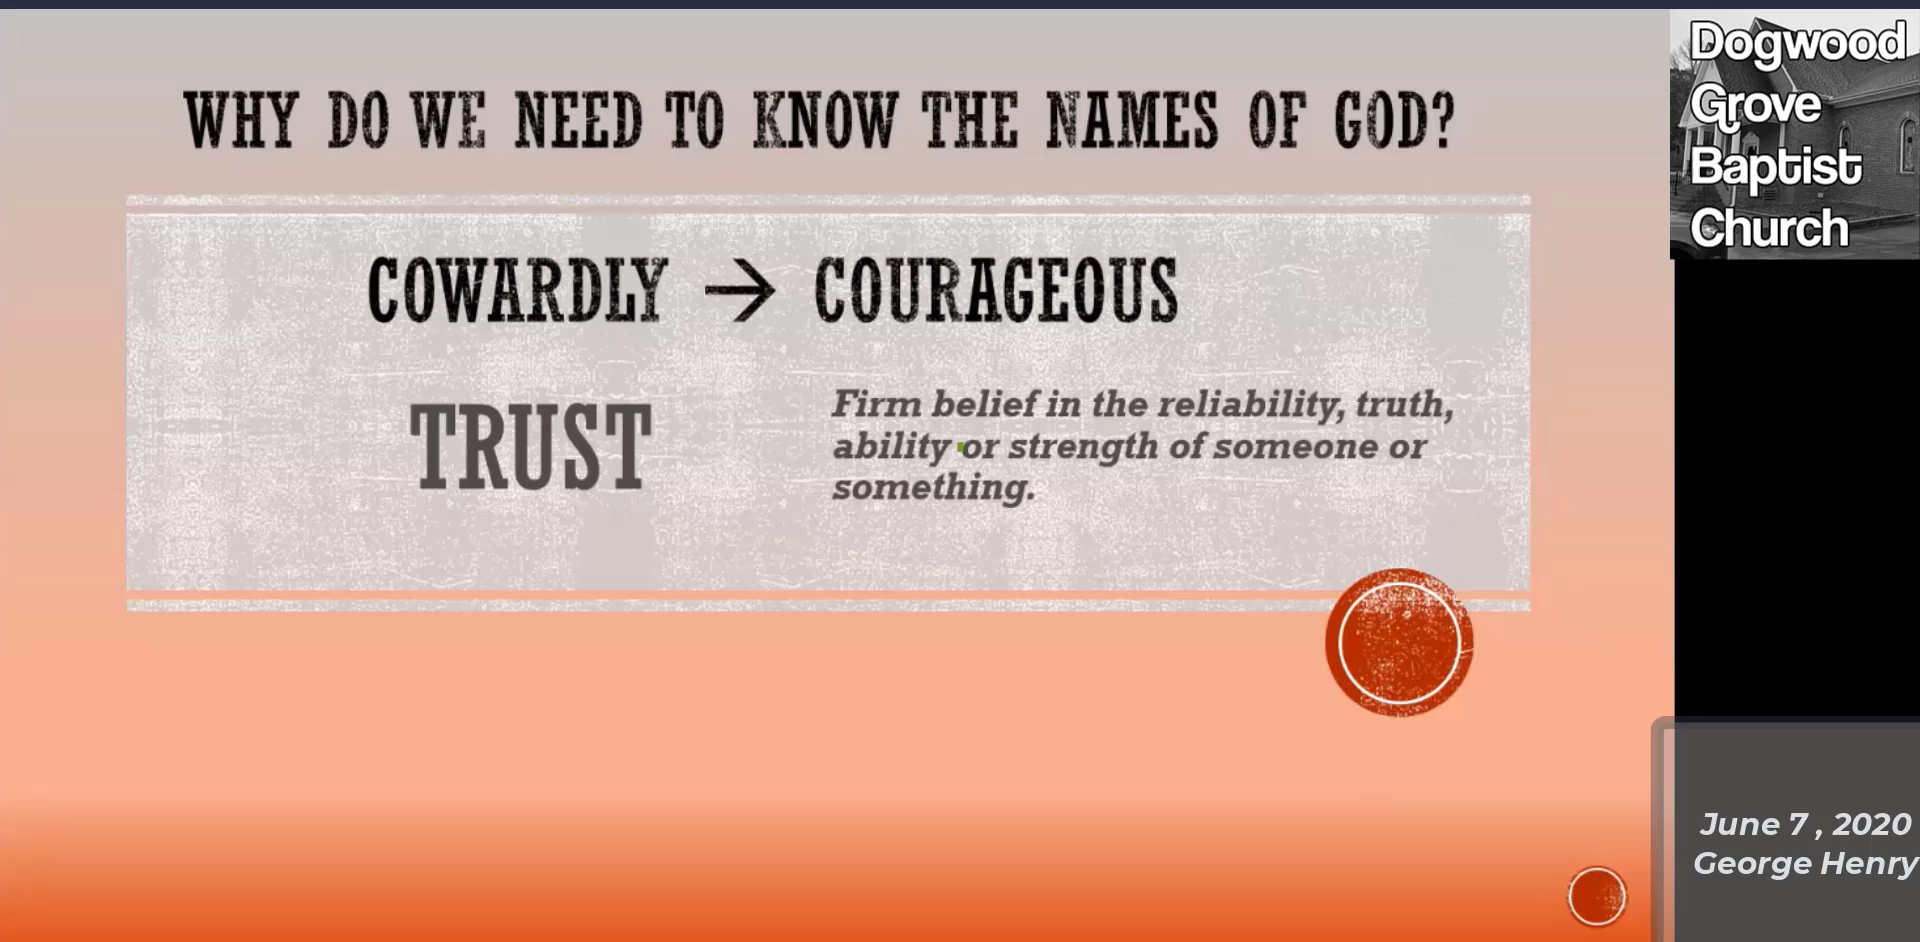 WHY DO WE NEED TO KNOW THE NAMES OF GOD?
COWARDLY → COURAGEOUS
TRUST
Firm belief in the reliability, truth,
ability or strength of someone or
something.
Dogwood
Grove
Baptist
Church
June 7 , 2020
George Henry